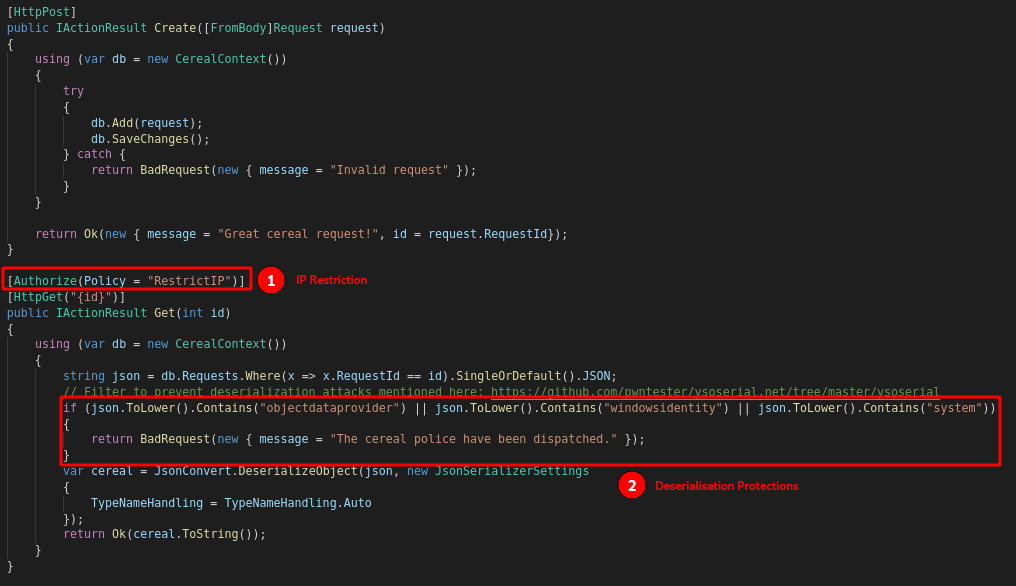 [HttpPost]
public IActionResult Create([FromBody]Request request)
{
    using (var db = new CerealContext())
    {
        try
        {
            db.Add(request);
            db.SaveChanges();
        } catch {
            return BadRequest(new { message = "Invalid request" });
        }
    }

    return Ok(new { message = "Great cereal request!", id = request.RequestId});
}

[Authorize(Policy = "RestrictIP")] 1 IP Restriction
[HttpGet("{id}")]
public IActionResult Get(int id)
{
    using (var db = new CerealContext())
    {
        string json = db.Requests.Where(x => x.RequestId == id).SingleOrDefault().JSON;
        // Filter to prevent deserialization attacks mentioned here: https://github.com/pwntester/ysoserial.net/tree/master/ysoserial
        if (json.ToLower().Contains("objectdataprovider") || json.ToLower().Contains("windowsidentity") || json.ToLower().Contains("system"))
        {
            return BadRequest(new { message = "The cereal police have been dispatched." });
        }
        var cereal = JsonConvert.DeserializeObject(json, new JsonSerializerSettings
        { 2 Deserialisation Protections
            TypeNameHandling = TypeNameHandling.Auto
        });
        return Ok(cereal.ToString());
    }
}